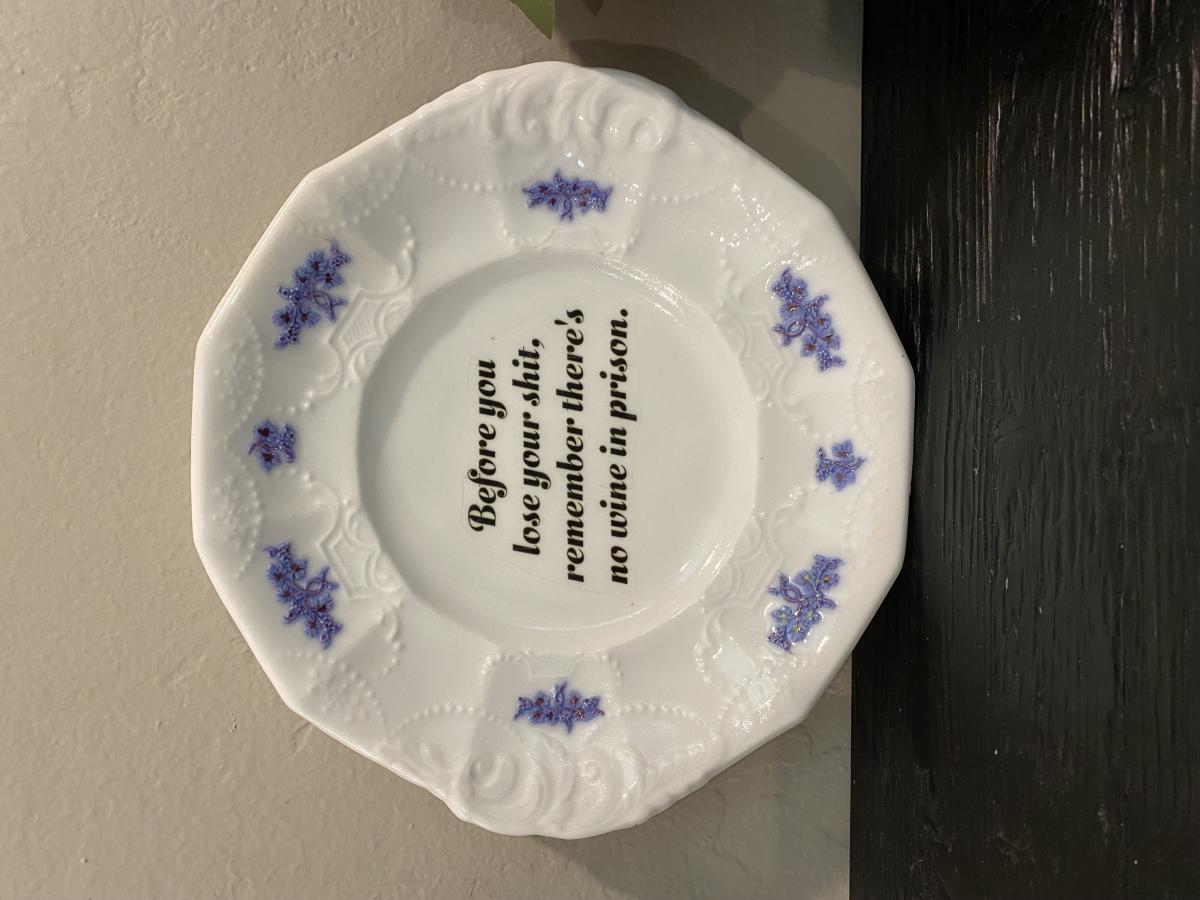 Before you
lose your shit,
remember there's
no wine in prison.